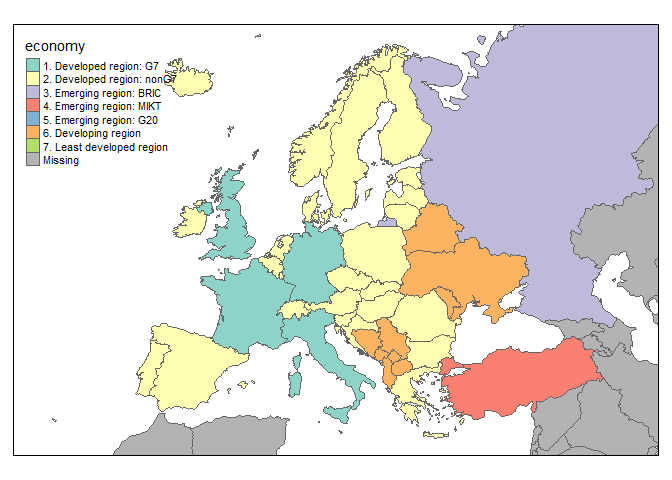 economy
1. Developed region: G7
2. Developed region: nonG7
3. Emerging region: BRIC
4. Emerging region: MIKT
5. Emerging region: G20
6. Developing region
7. Least developed region
Missing